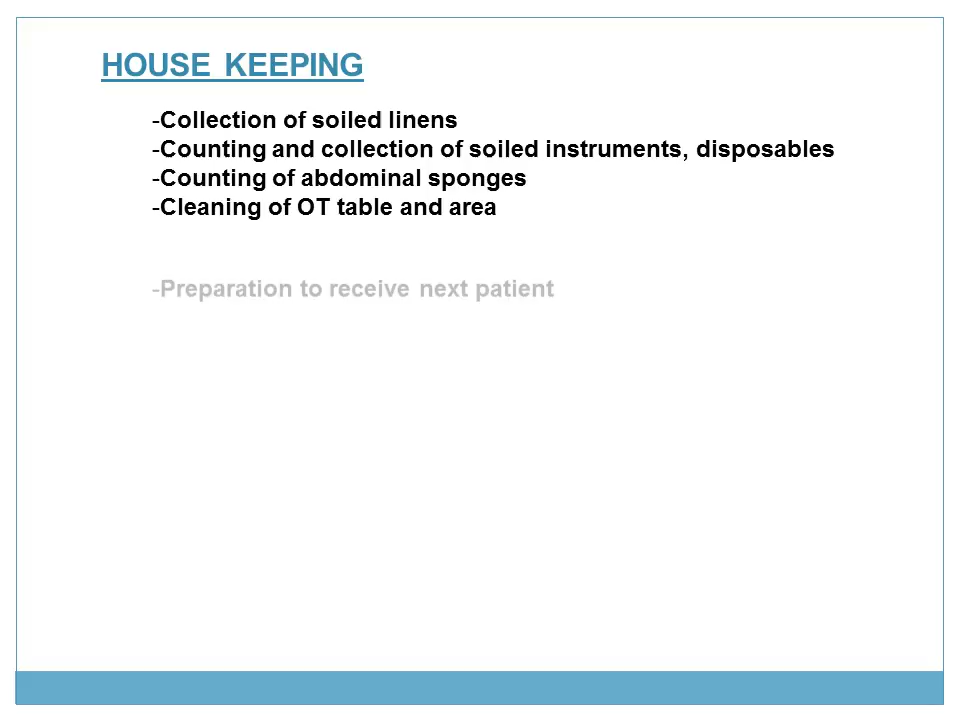 HOUSE KEEPING
-Collection of soiled linens
-Counting and collection of soiled instruments, disposables
-Counting of abdominal sponges
-Cleaning of OT table and area
-Preparation to receive next patient